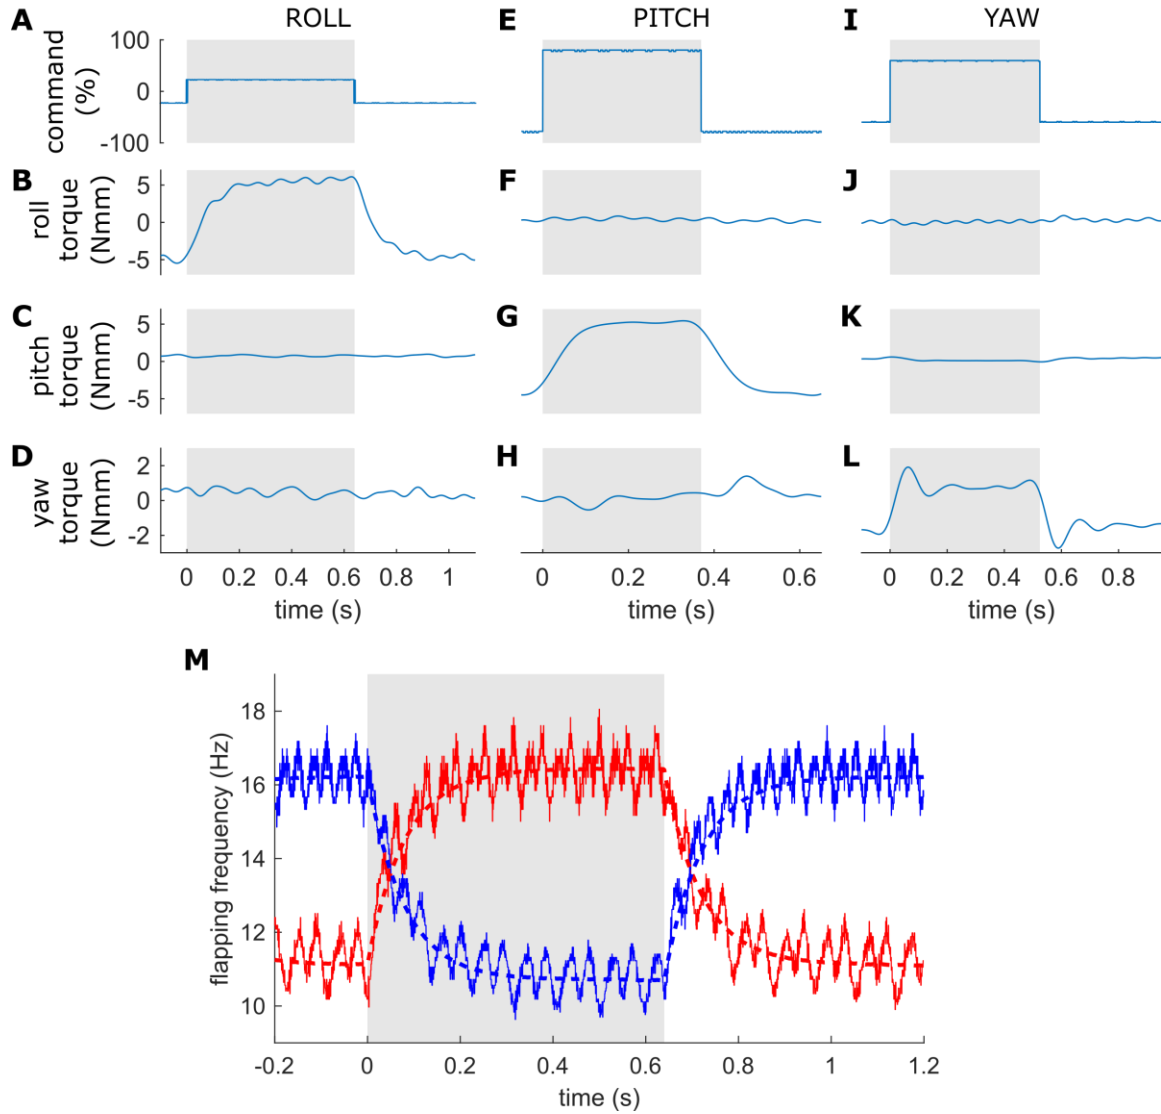 A ROLL E PITCH I YAW
command
(%)
100
0
-100
B F J
roll
torque
(Nmm)
5
0
-5
C G K
pitch
torque
(Nmm)
5
0
-5
D H L
yaw
torque
(Nmm)
2
0
-2
0 0.2 0.4 0.6 0.8 1 0 0.2 0.4 0.6 0 0.2 0.4 0.6 0.8
time (s) time (s) time (s)
M
flapping frequency (Hz)
18
16
14
12
10
-0.2 0 0.2 0.4 0.6 0.8 1 1.2
time (s)